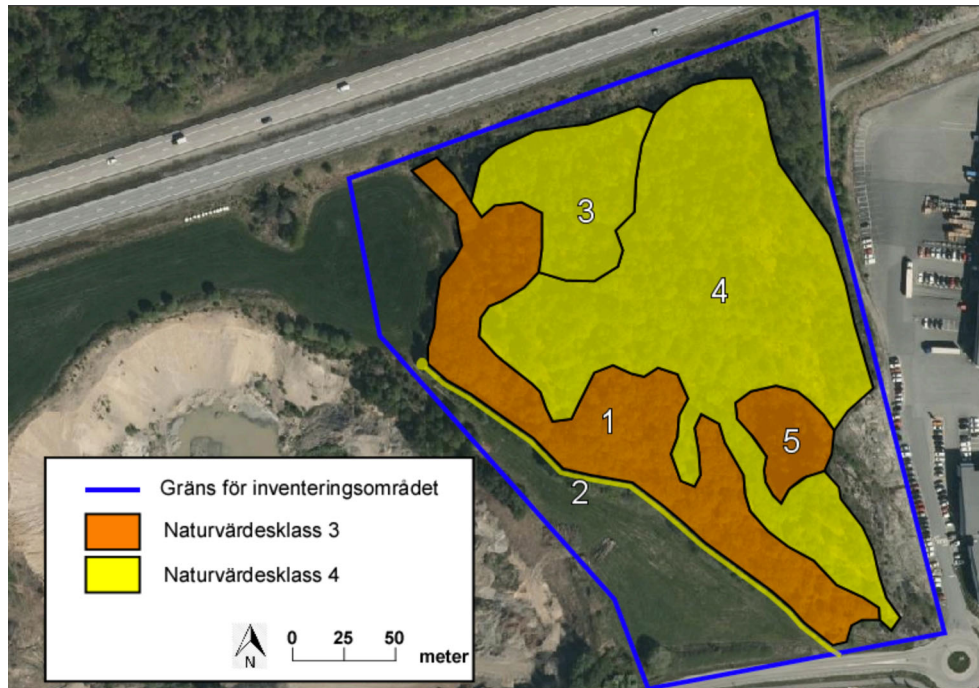 3
4
1
5
2
Gräns för inventeringsområdet
Naturvärdesklass 3
Naturvärdesklass 4
N
0 25 50 meter